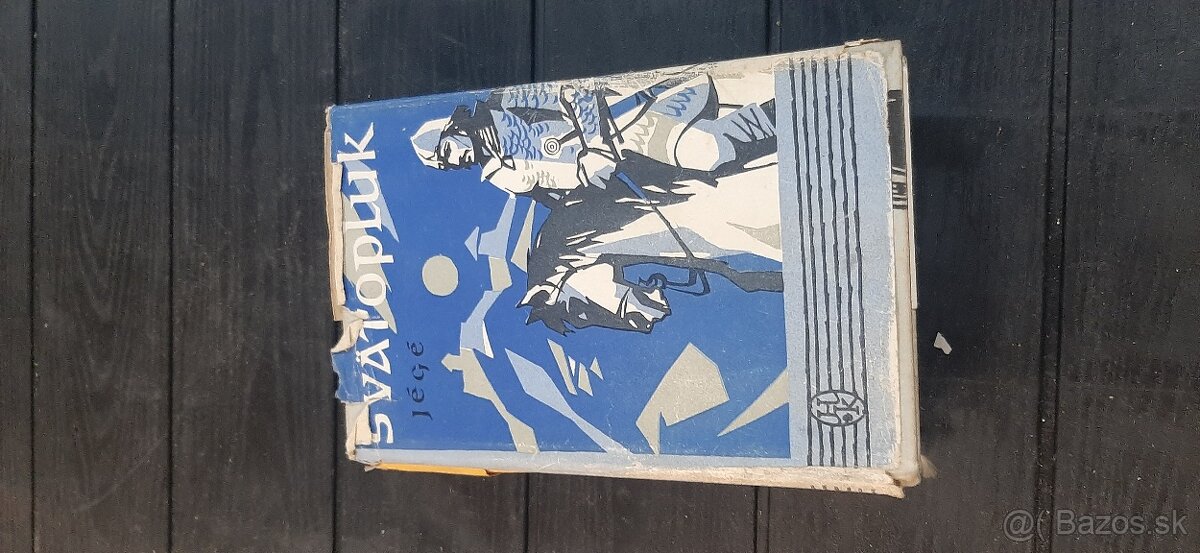 svätopluk
Jégé
@( Bazos.sk